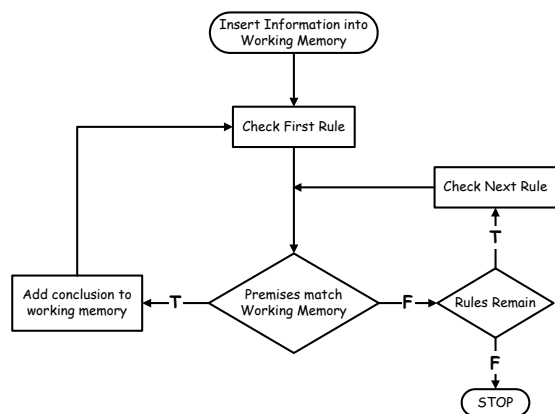 Insert Information into
Working Memory
Check First Rule
Check Next Rule
T
Add conclusion to
working memory
T
Premises match
Working Memory
F
Rules Remain
F
STOP